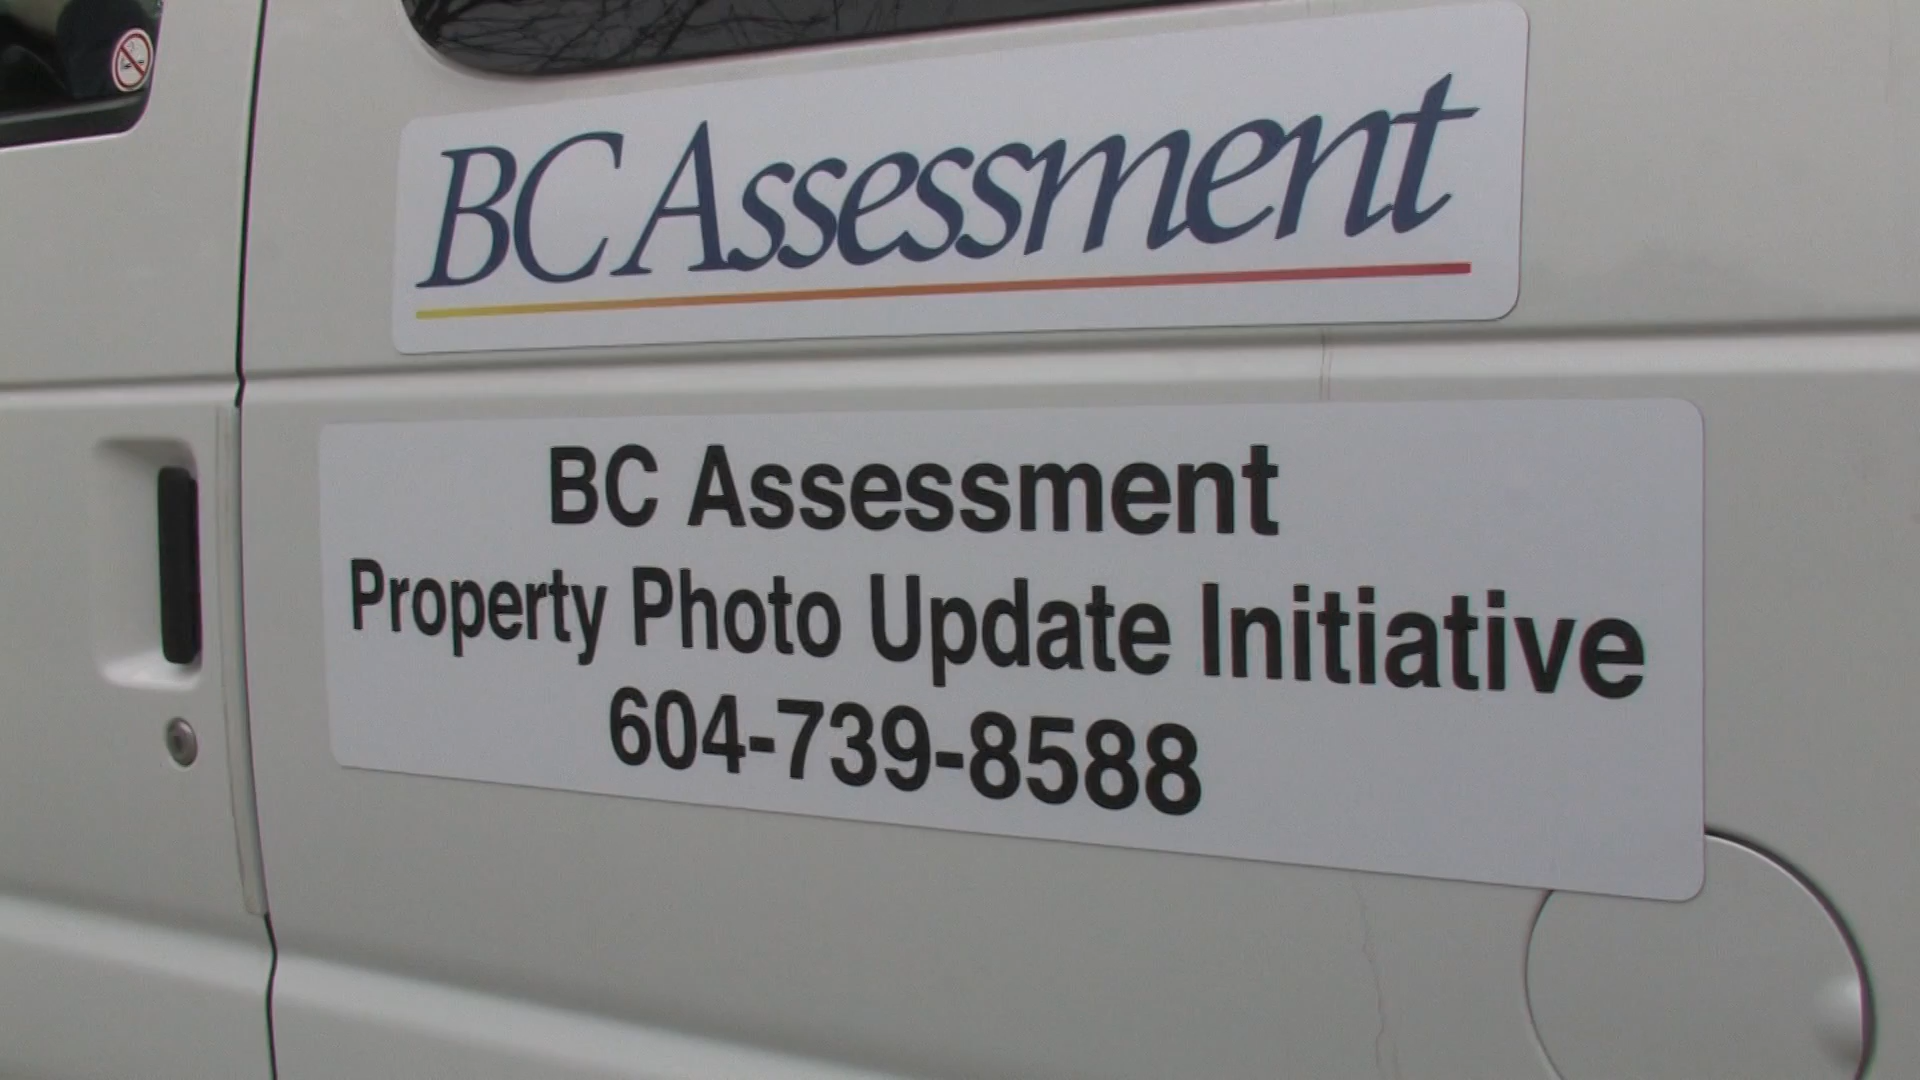 BC Assessment
BC Assessment
Property Photo Update Initiative
604-739-8588